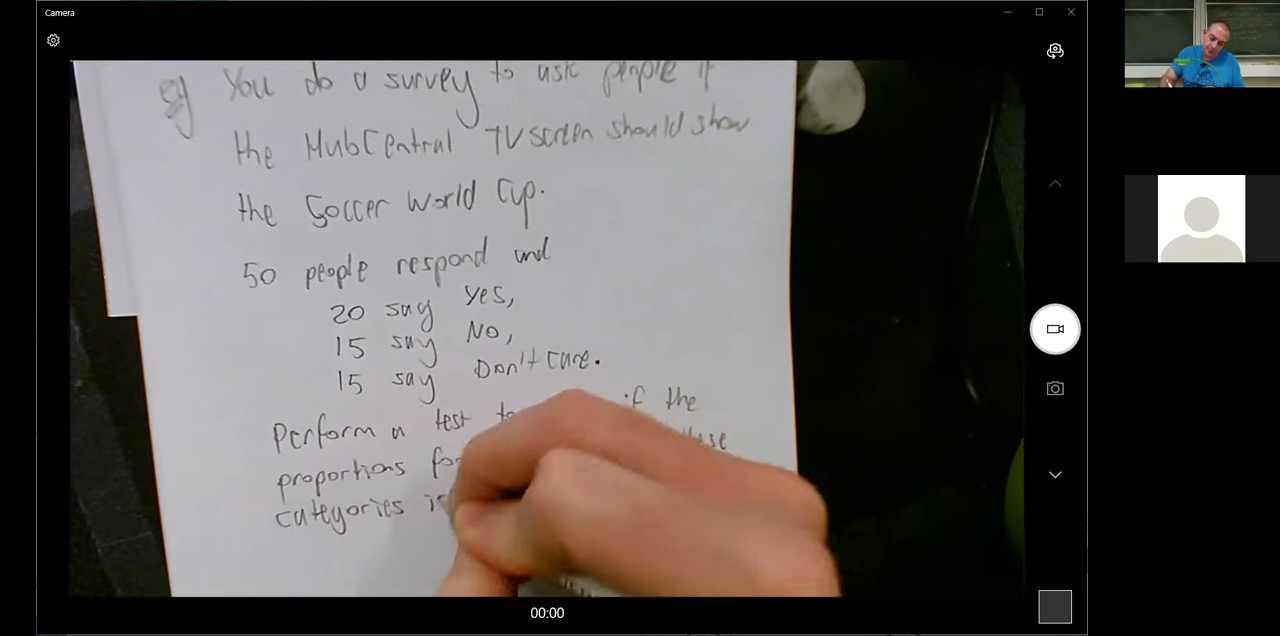 Camera
eg You do a survey to ask people if
the HubCentral TV screen should show
the Soccer World Cup.
50 people respond and
20 say Yes,
15 say No,
15 say Don't care.
Perform a test if the
proportions these
categories is
00:00